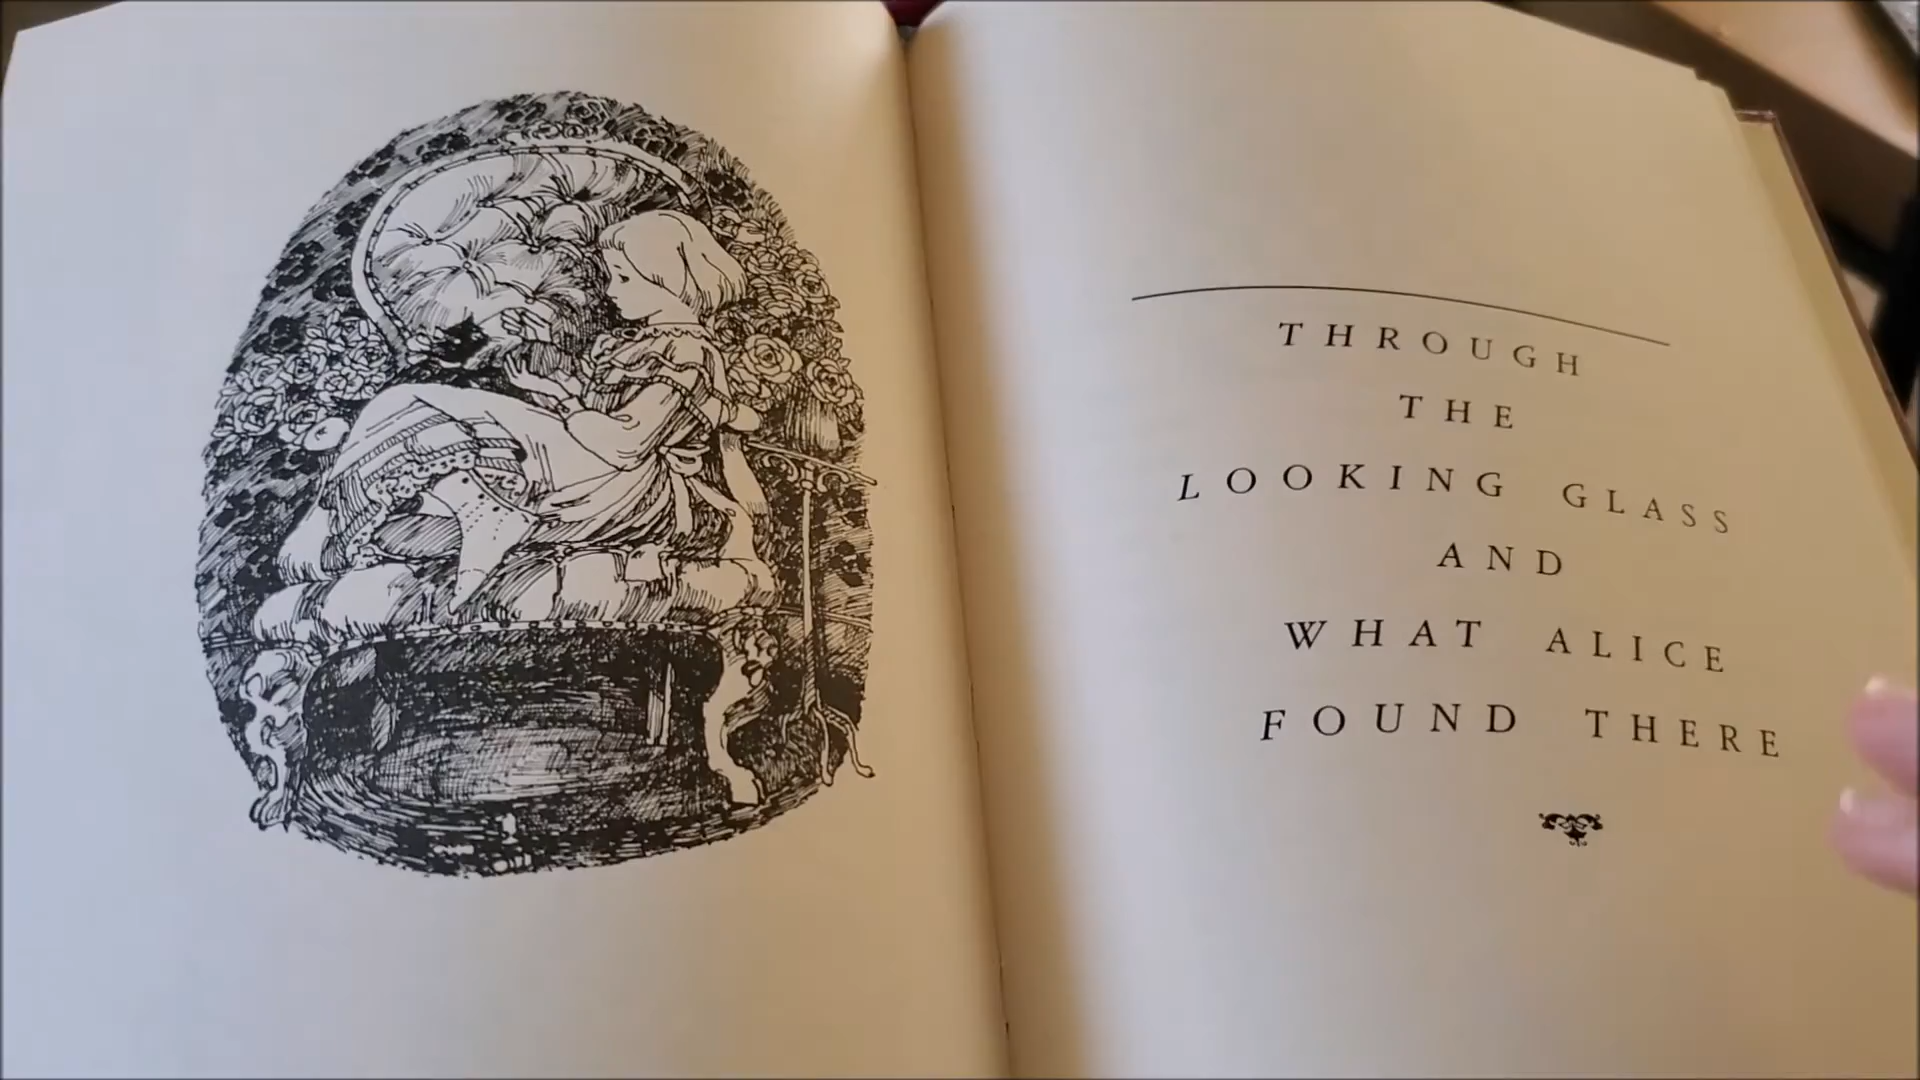 THROUGH
THE
LOOKING GLASS
AND
WHAT ALICE
FOUND THERE